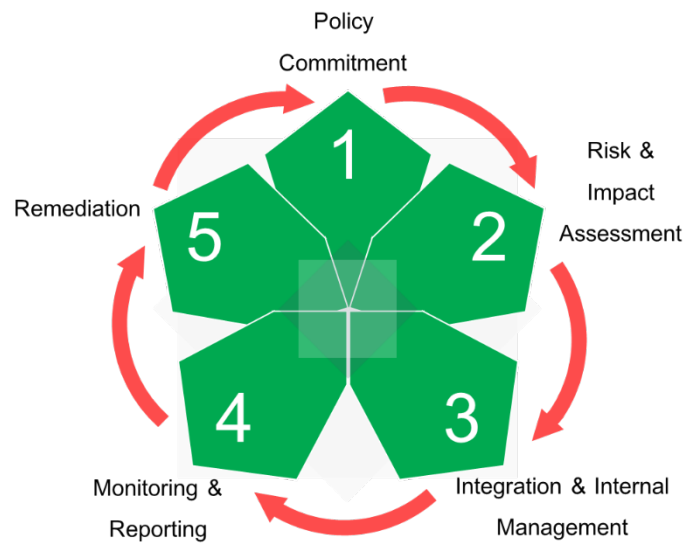 Policy
Commitment
1
Risk &
Impact
Assessment
2
Integration & Internal
Management
3
Monitoring &
Reporting
4
Remediation
5